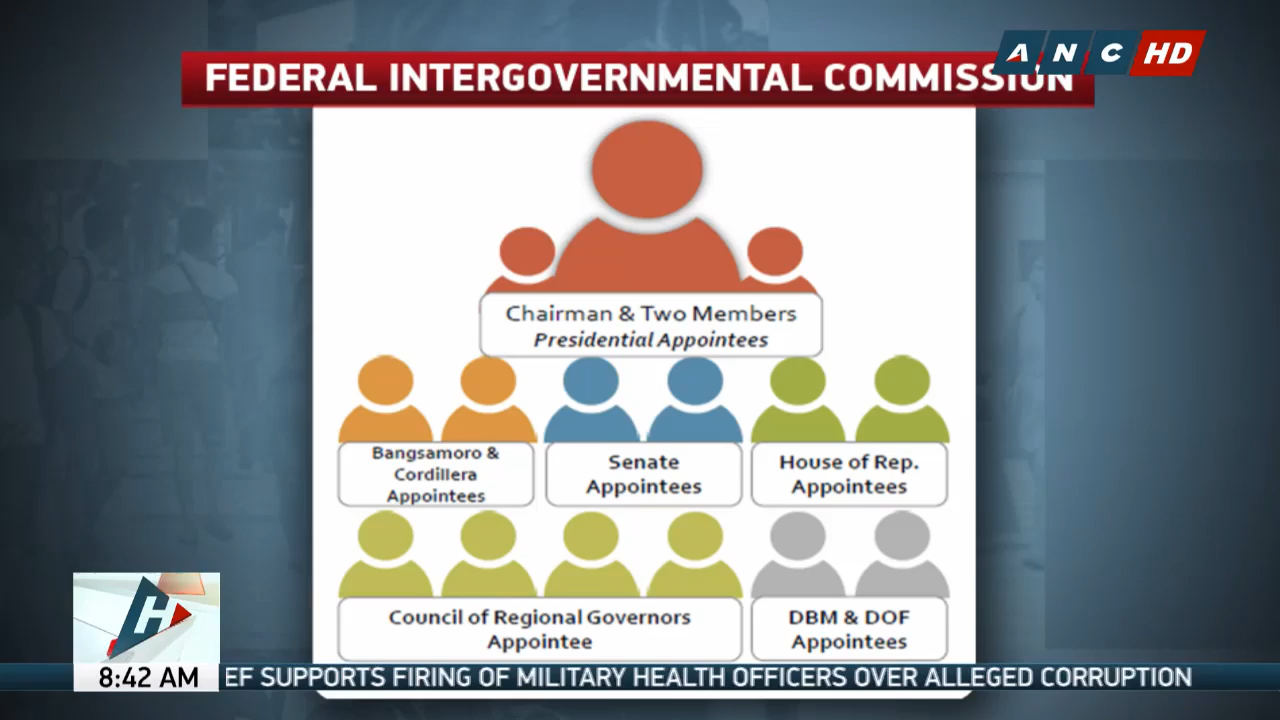 ANC HD
FEDERAL INTERGOVERNMENTAL COMMISSION
Chairman & Two Members
Presidential Appointees
Bangsamoro &
Cordillera
Appointees
Senate
Appointees
House of Rep.
Appointees
Council of Regional Governors
Appointee
DBM & DOF
Appointees
H
8:42 AM
EF SUPPORTS FIRING OF MILITARY HEALTH OFFICERS OVER ALLEGED CORRUPTION